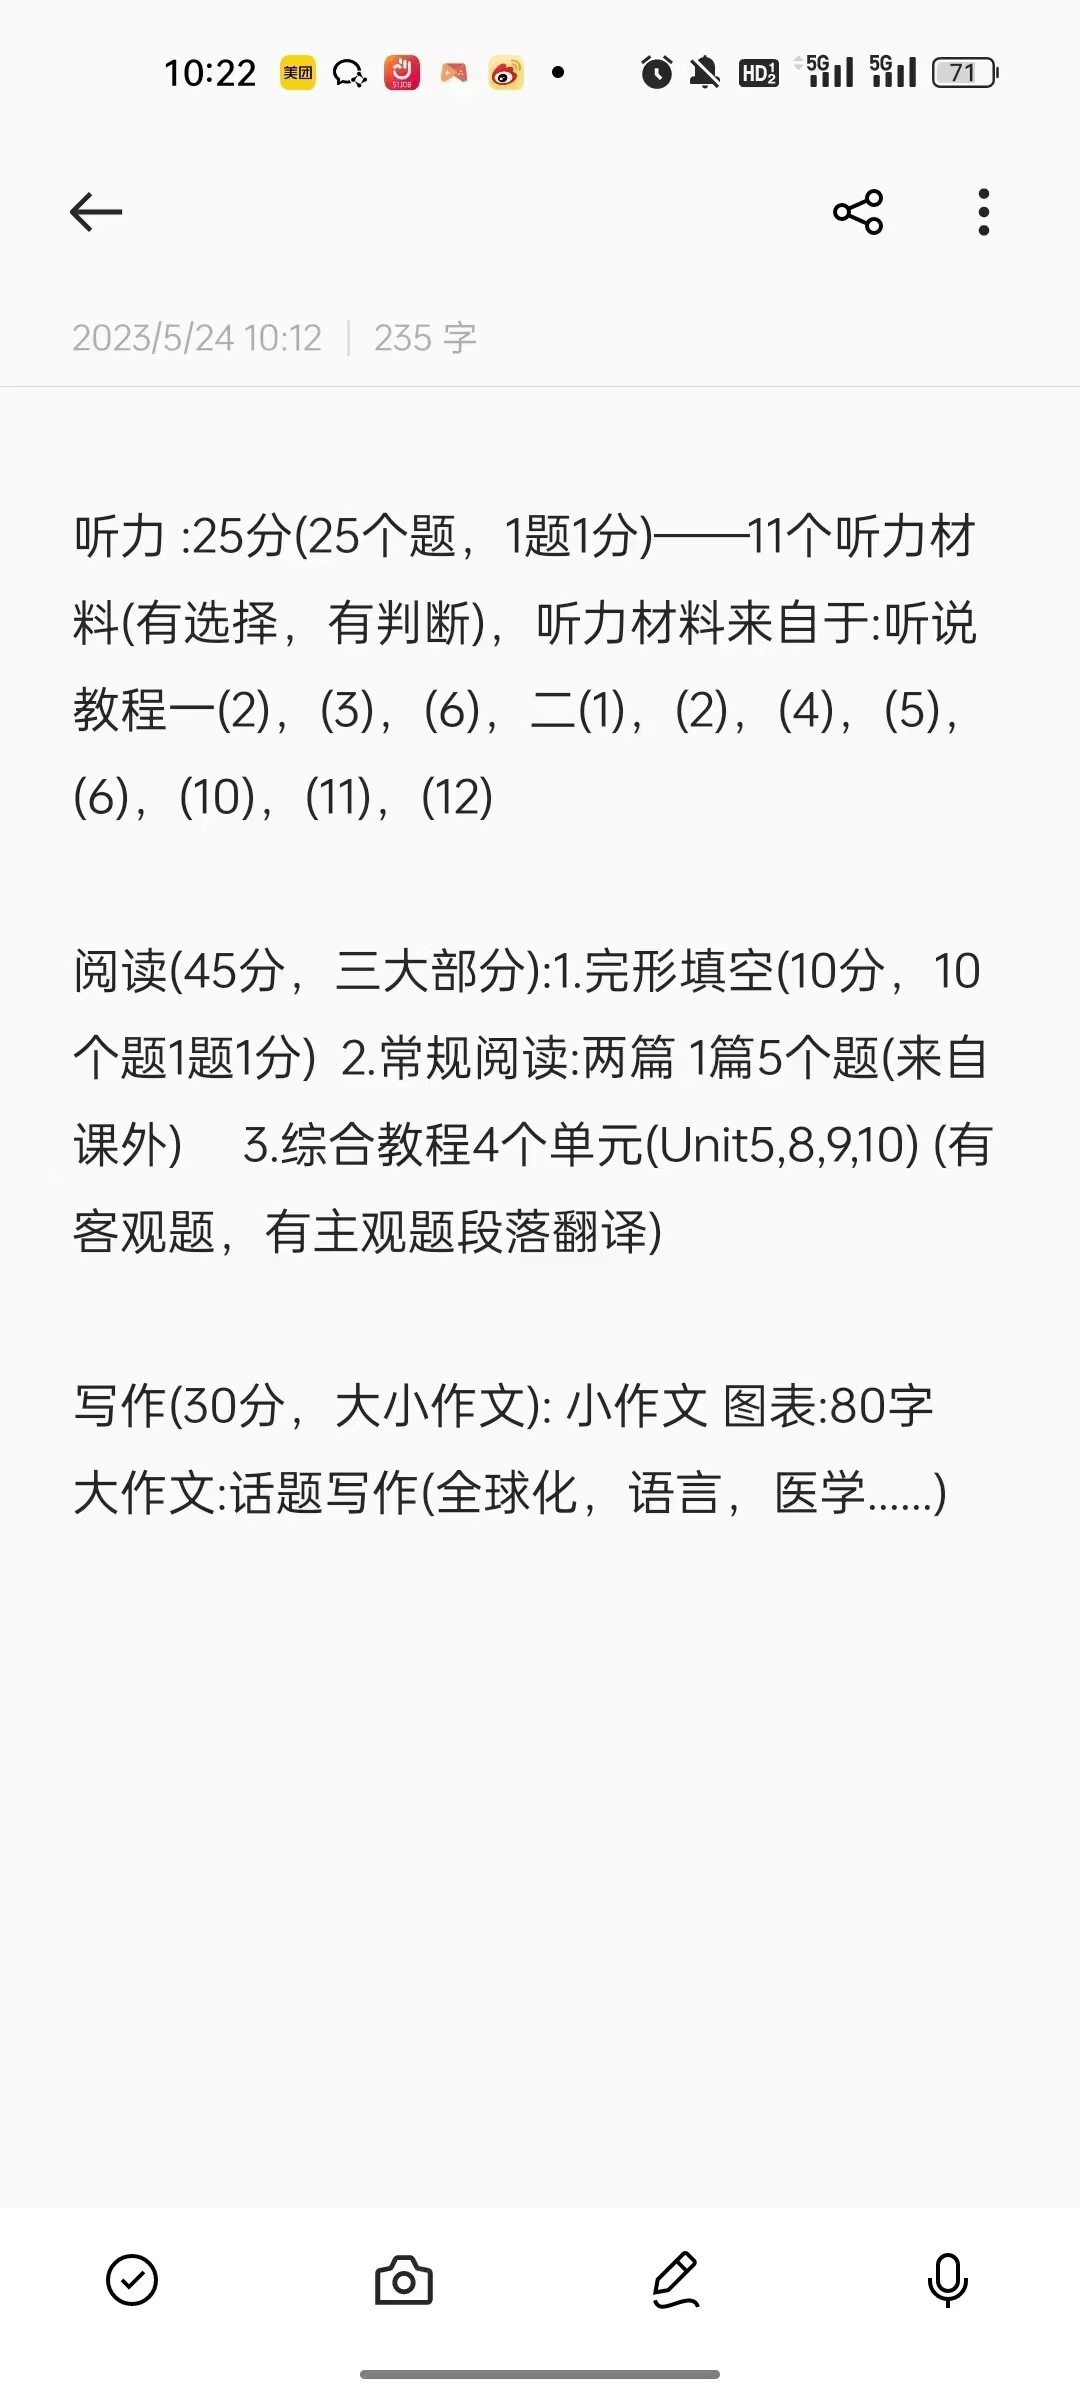 10:22 美团 51JOB HD 1 2 5G 5G 71
2023/5/24 10:12 | 235 字
听力 :25分(25个题，1题1分)——11个听力材
料(有选择，有判断)，听力材料来自于:听说
教程一(2)，(3)，(6)，二(1)，(2)，(4)，(5)，
(6)，(10)，(11)，(12)
阅读(45分，三大部分):1.完形填空(10分，10
个题1题1分) 2.常规阅读:两篇 1篇5个题(来自
课外)　3.综合教程4个单元(Unit5,8,9,10) (有
客观题，有主观题段落翻译)
写作(30分，大小作文): 小作文 图表:80字
大作文:话题写作(全球化，语言，医学......)